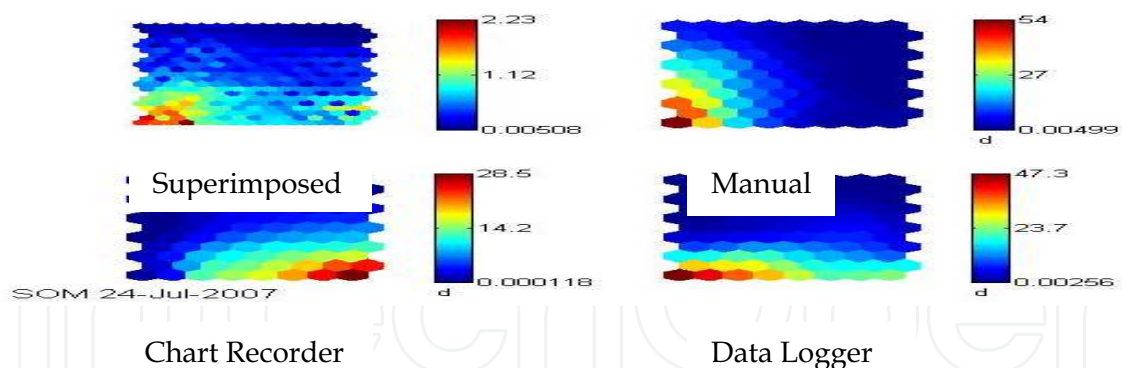 2.23
1.12
0.00508
54
27
0.00499
d
Superimposed
Manual
28.5
14.2
0.000118
d
47.3
23.7
0.00256
d
SOM 24-Jul-2007
Chart Recorder
Data Logger